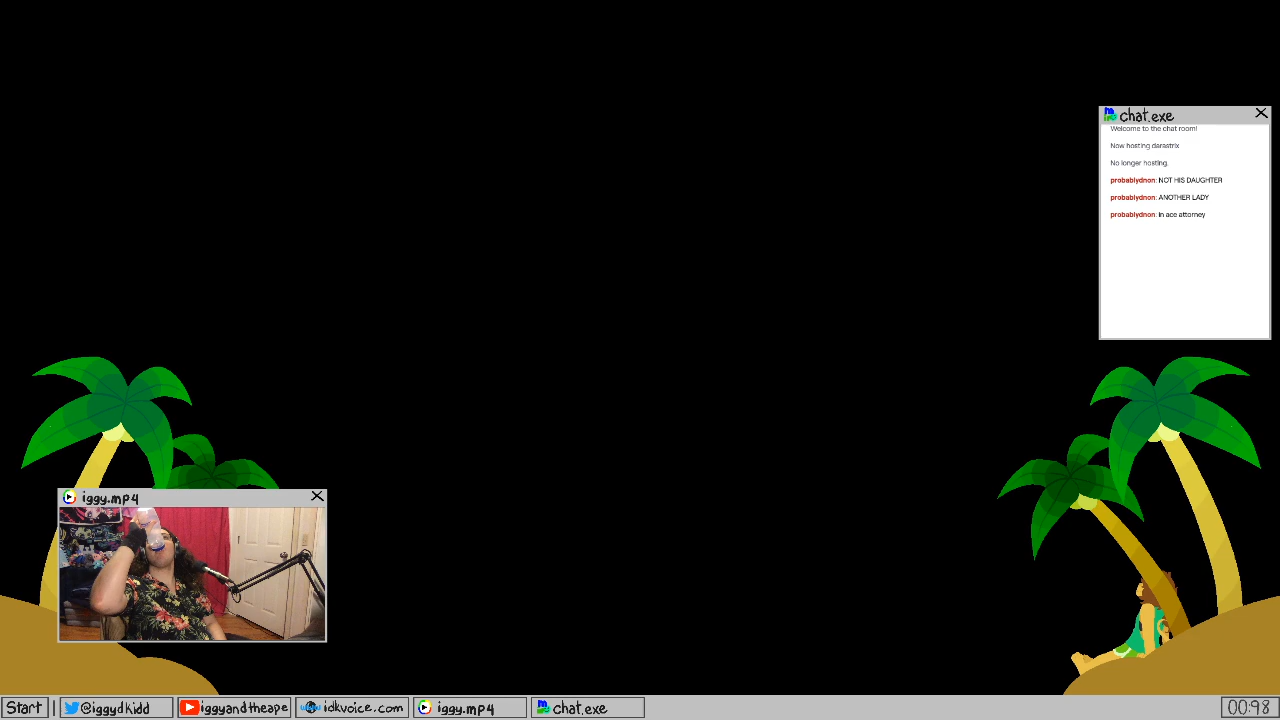 chat.exe
Welcome to the chat room!
Now hosting darastrix
No longer hosting.
probablydnon: NOT HIS DAUGHTER
probablydnon: ANOTHER LADY
probablydnon: in ace attorney
iggy.mp4
Start | @iggydkidd iggyandtheape idkvoice.com iggy.mp4 chat.exe 00:98